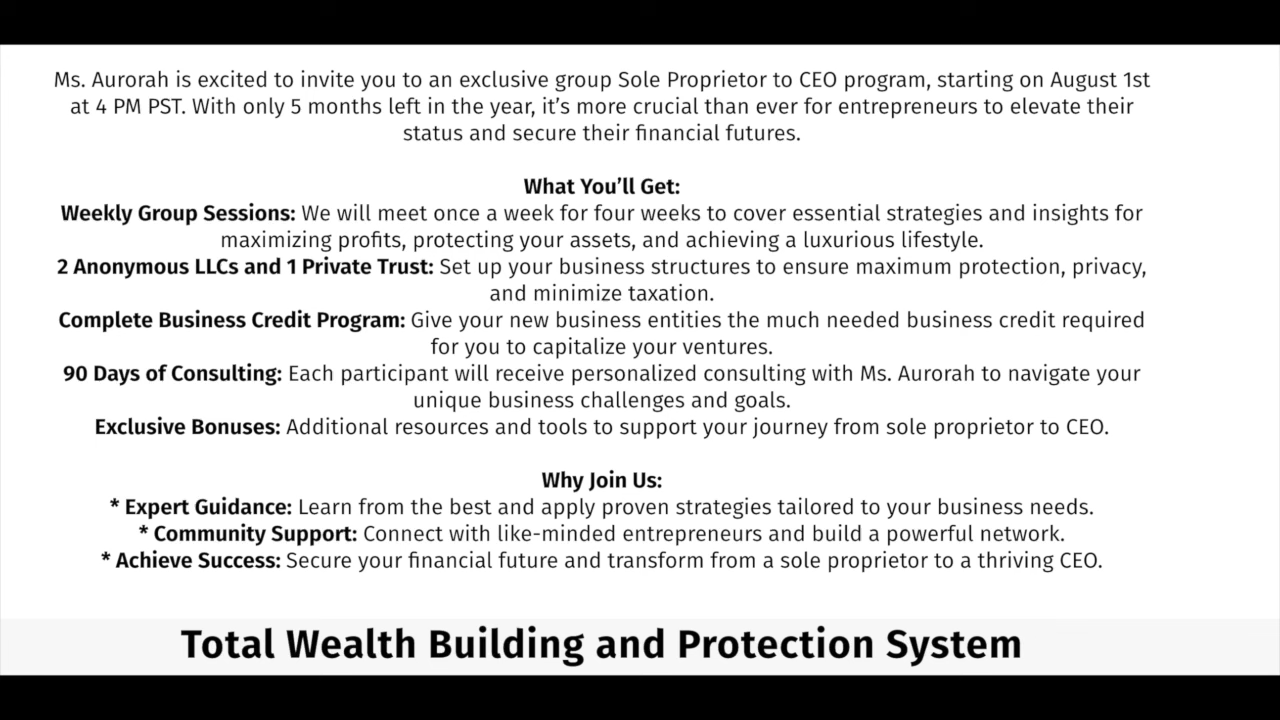 Ms. Aurorah is excited to invite you to an exclusive group Sole Proprietor to CEO program, starting on August 1st
at 4 PM PST. With only 5 months left in the year, it’s more crucial than ever for entrepreneurs to elevate their
status and secure their financial futures.
What You’ll Get:
Weekly Group Sessions: We will meet once a week for four weeks to cover essential strategies and insights for
maximizing profits, protecting your assets, and achieving a luxurious lifestyle.
2 Anonymous LLCs and 1 Private Trust: Set up your business structures to ensure maximum protection, privacy,
and minimize taxation.
Complete Business Credit Program: Give your new business entities the much needed business credit required
for you to capitalize your ventures.
90 Days of Consulting: Each participant will receive personalized consulting with Ms. Aurorah to navigate your
unique business challenges and goals.
Exclusive Bonuses: Additional resources and tools to support your journey from sole proprietor to CEO.
Why Join Us:
* Expert Guidance: Learn from the best and apply proven strategies tailored to your business needs.
* Community Support: Connect with like-minded entrepreneurs and build a powerful network.
* Achieve Success: Secure your financial future and transform from a sole proprietor to a thriving CEO.
Total Wealth Building and Protection System